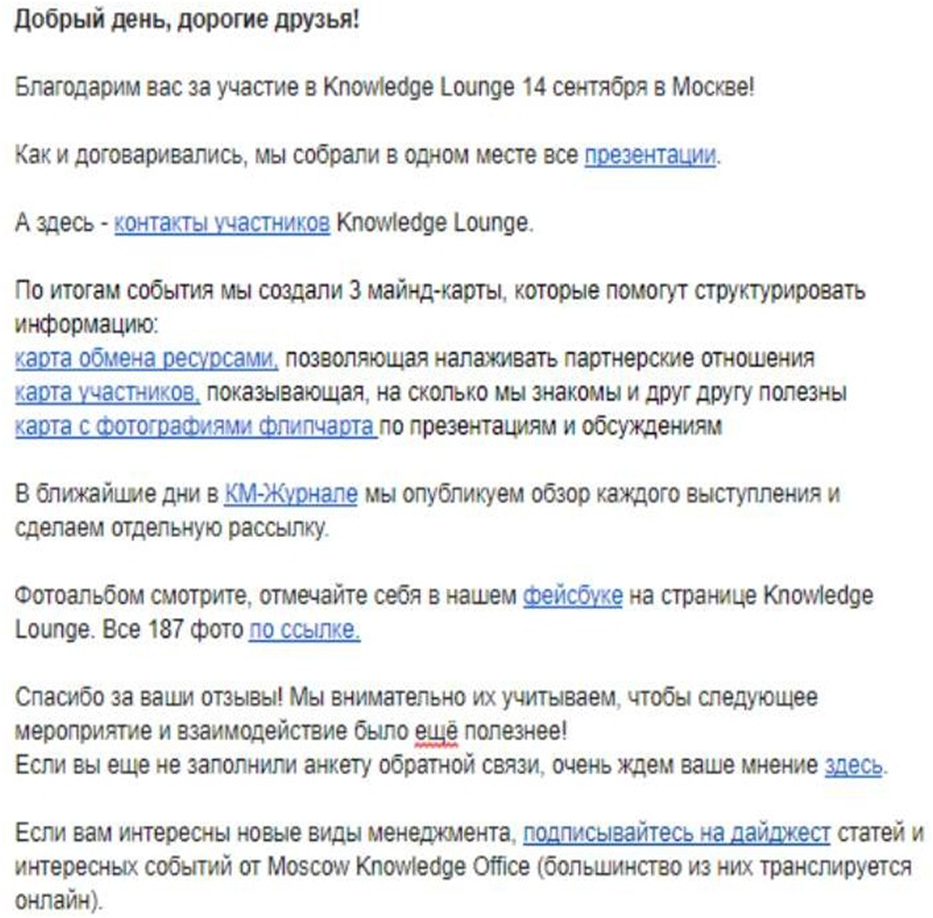 Добрый день, дорогие друзья!
Благодарим вас за участие в Knowledge Lounge 14 сентября в Москве!
Как и договаривались, мы собрали в одном месте все презентации.
А здесь - контакты участников Knowledge Lounge.
По итогам события мы создали 3 майнд-карты, которые помогут структурировать
информацию:
карта обмена ресурсами, позволяющая налаживать партнерские отношения
карта участников, показывающая, на сколько мы знакомы и друг другу полезны
карта с фотографиями флипчарта по презентациям и обсуждениям
В ближайшие дни в КМ-Журнале мы опубликуем обзор каждого выступления и
сделаем отдельную рассылку.
Фотоальбом смотрите, отмечайте себя в нашем фейсбуке на странице Knowledge
Lounge. Все 187 фото по ссылке.
Спасибо за ваши отзывы! Мы внимательно их учитываем, чтобы следующее
мероприятие и взаимодействие было ещё полезнее!
Если вы еще не заполнили анкету обратной связи, очень ждем ваше мнение здесь.
Если вам интересны новые виды менеджмента, подписывайтесь на дайджест статей и
интересных событий от Moscow Knowledge Office (большинство из них транслируется
онлайн).